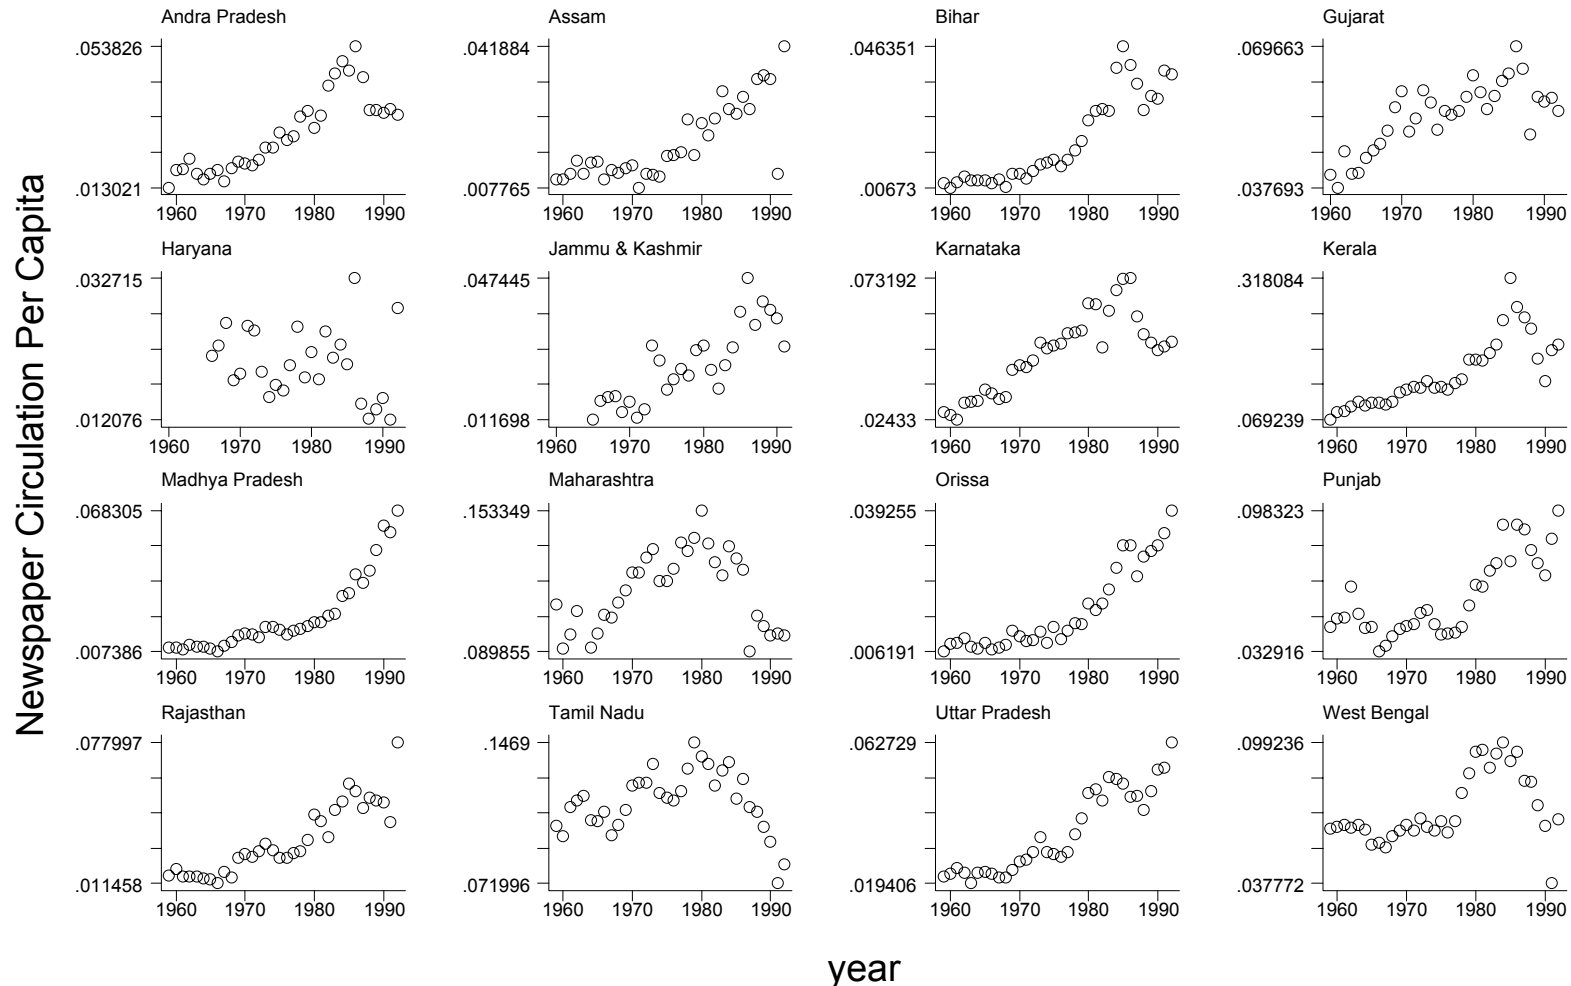 Newspaper Circulation Per Capita
Andra Pradesh
.053826
.013021
1960 1970 1980 1990
Assam
.041884
.007765
1960 1970 1980 1990
Bihar
.046351
.00673
1960 1970 1980 1990
Gujarat
.069663
.037693
1960 1970 1980 1990
Haryana
.032715
.012076
1960 1970 1980 1990
Jammu & Kashmir
.047445
.011698
1960 1970 1980 1990
Karnataka
.073192
.02433
1960 1970 1980 1990
Kerala
.318084
.069239
1960 1970 1980 1990
Madhya Pradesh
.068305
.007386
1960 1970 1980 1990
Maharashtra
.153349
.089855
1960 1970 1980 1990
Orissa
.039255
.006191
1960 1970 1980 1990
Punjab
.098323
.032916
1960 1970 1980 1990
Rajasthan
.077997
.011458
1960 1970 1980 1990
Tamil Nadu
.1469
.071996
1960 1970 1980 1990
Uttar Pradesh
.062729
.019406
1960 1970 1980 1990
West Bengal
.099236
.037772
1960 1970 1980 1990
year